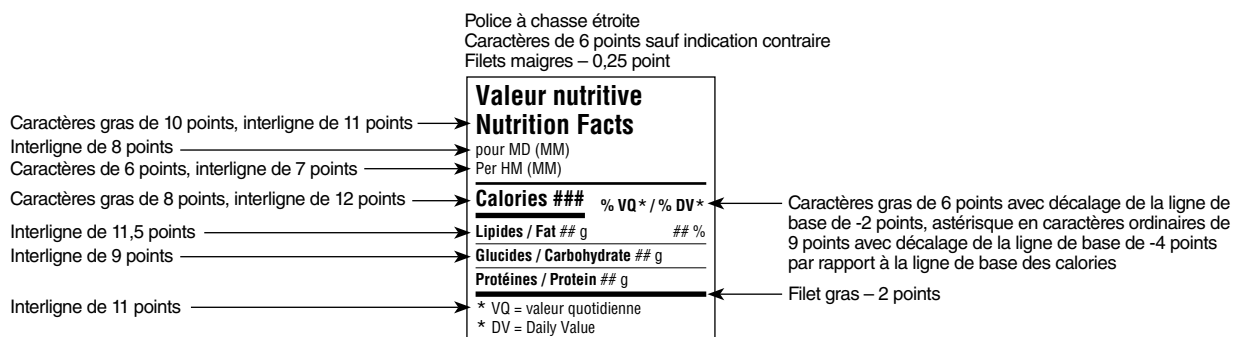 Police à chasse étroite
Caractères de 6 points sauf indication contraire
Filets maigres – 0,25 point
Caractères gras de 10 points, interligne de 11 points
Interligne de 8 points
Caractères de 6 points, interligne de 7 points
Caractères gras de 8 points, interligne de 12 points
Interligne de 11,5 points
Interligne de 9 points
Interligne de 11 points
Valeur nutritive
Nutrition Facts
pour MD (MM)
Per HM (MM)
Calories ### % VQ* / % DV*
Lipides / Fat ## g ## %
Glucides / Carbohydrate ## g
Protéines / Protein ## g
* VQ = valeur quotidienne
* DV = Daily Value
Caractères gras de 6 points avec décalage de la ligne de
base de -2 points, astérisque en caractères ordinaires de
9 points avec décalage de la ligne de base de -4 points
par rapport à la ligne de base des calories
Filet gras – 2 points